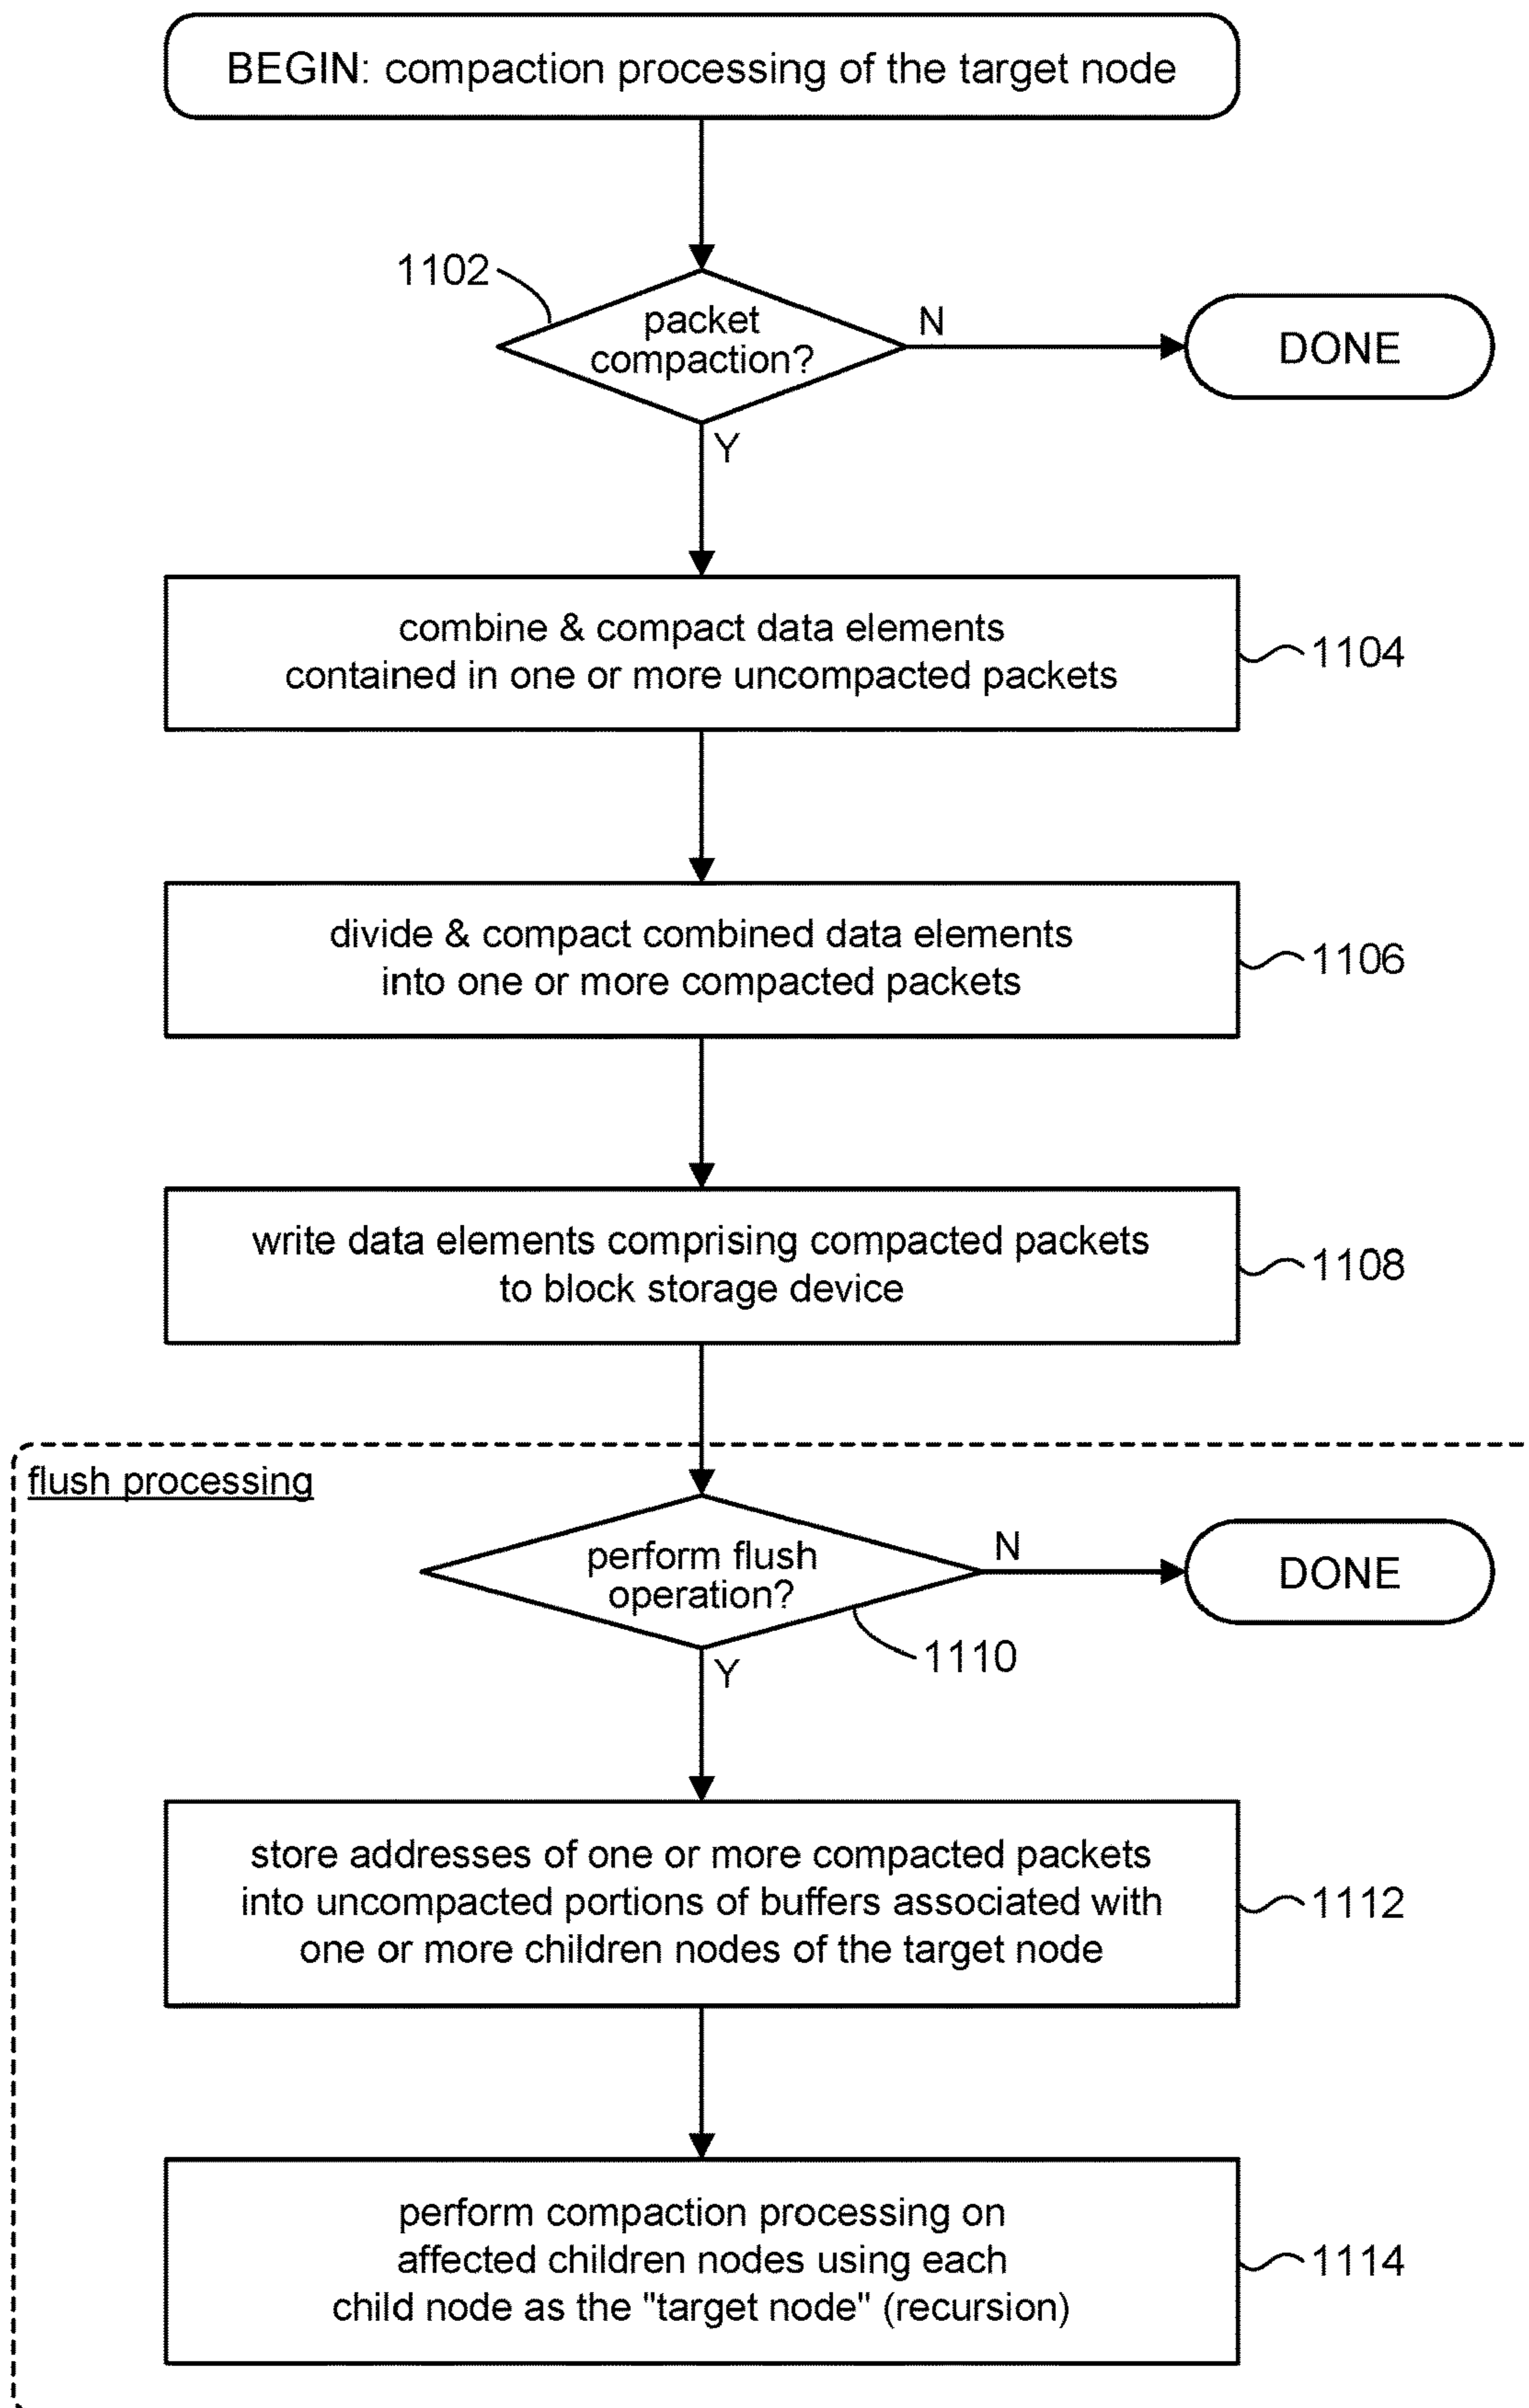 BEGIN: compaction processing of the target node
1102
packet
compaction?
N
DONE
Y
combine & compact data elements
contained in one or more uncompacted packets
1104
divide & compact combined data elements
into one or more compacted packets
1106
write data elements comprising compacted packets
to block storage device
1108
flush processing
perform flush
operation?
N
DONE
1110
Y
store addresses of one or more compacted packets
into uncompacted portions of buffers associated with
one or more children nodes of the target node
1112
perform compaction processing on
affected children nodes using each
child node as the "target node" (recursion)
1114